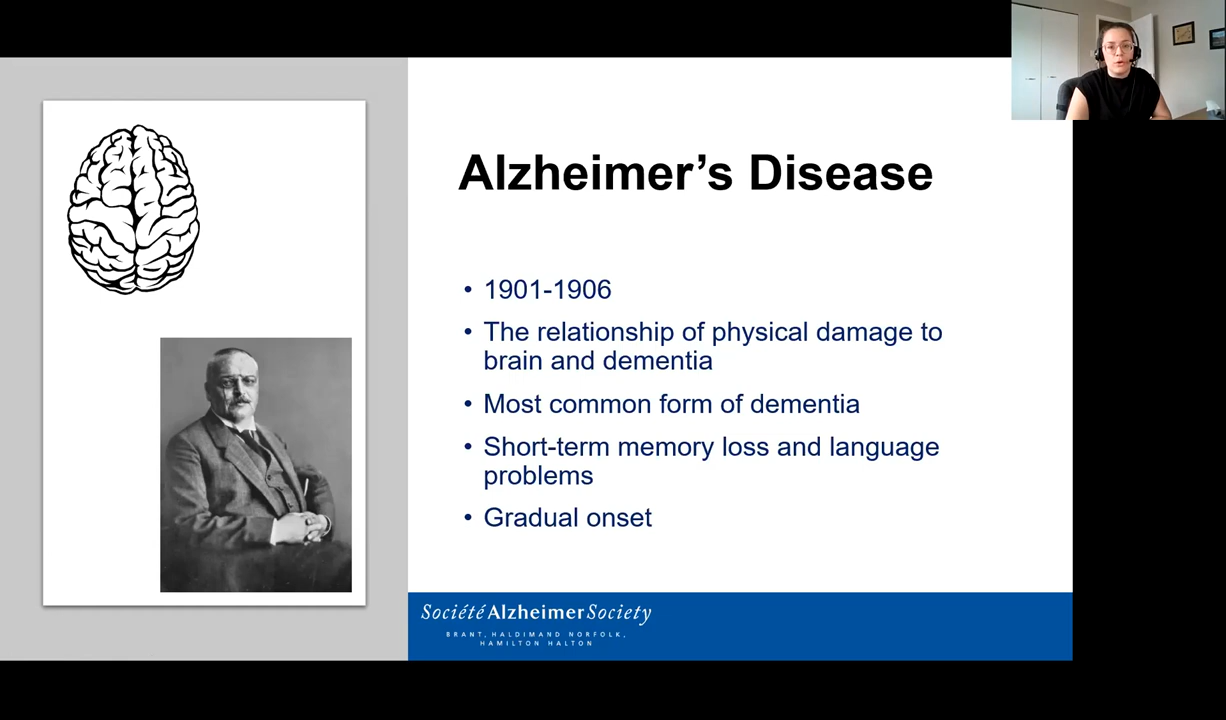 Alzheimer’s Disease
• 1901-1906
• The relationship of physical damage to
brain and dementia
• Most common form of dementia
• Short-term memory loss and language
problems
• Gradual onset
Société Alzheimer Society
BRANT, HALDIMAND NORFOLK,
HAMILTON HALTON